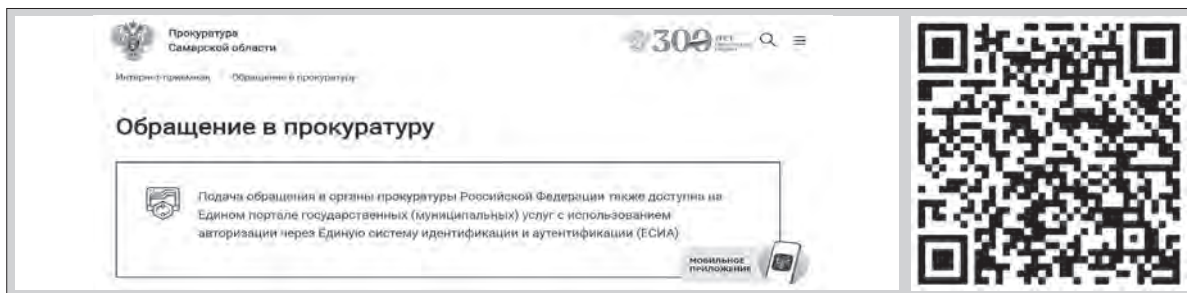 Прокуратура
Самарской области
300 лет
Интернет-приемная Обращение в прокуратуру
Обращение в прокуратуру
Подача обращения в органы прокуратуры Российской Федерации также доступна на
Едином портале государственных (муниципальных) услуг с использованием
авторизации через Единую систему идентификации и аутентификации (ЕСИА)
МОБИЛЬНОЕ
ПРИЛОЖЕНИЕ